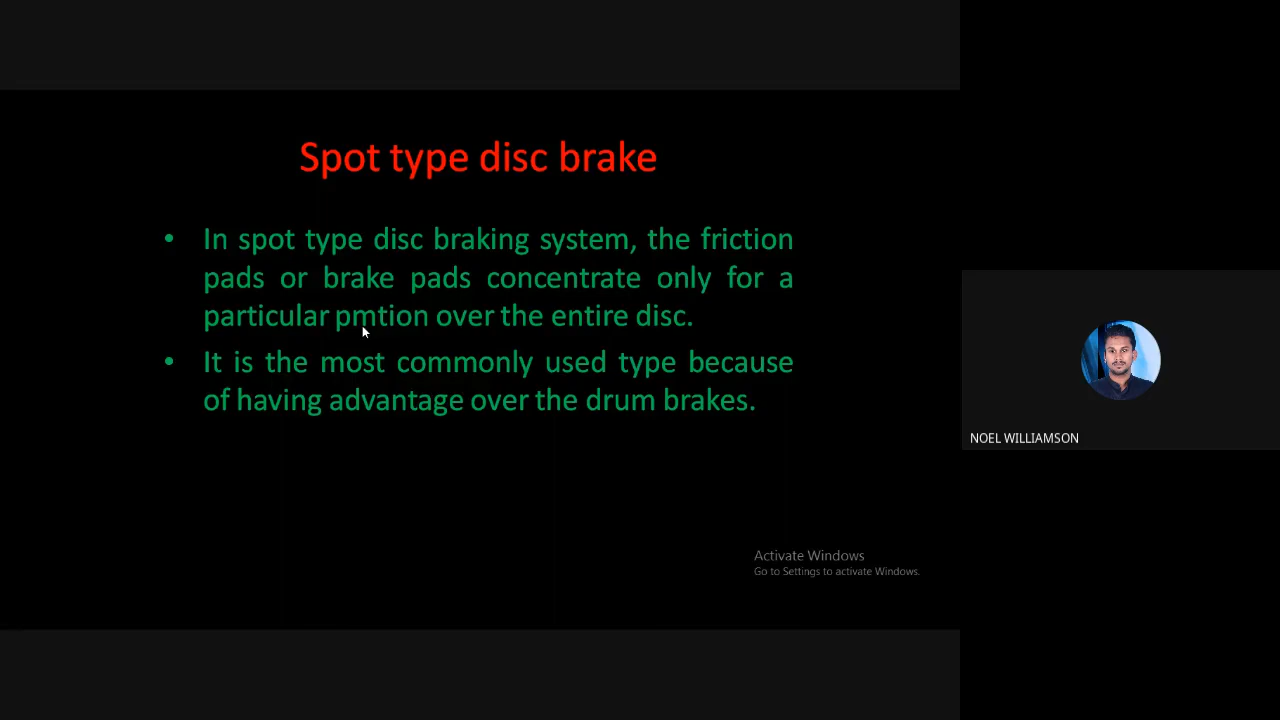 Spot type disc brake
• In spot type disc braking system, the friction
pads or brake pads concentrate only for a
particular pmtion over the entire disc.
• It is the most commonly used type because
of having advantage over the drum brakes.
NOEL WILLIAMSON
Activate Windows
Go to Settings to activate Windows.